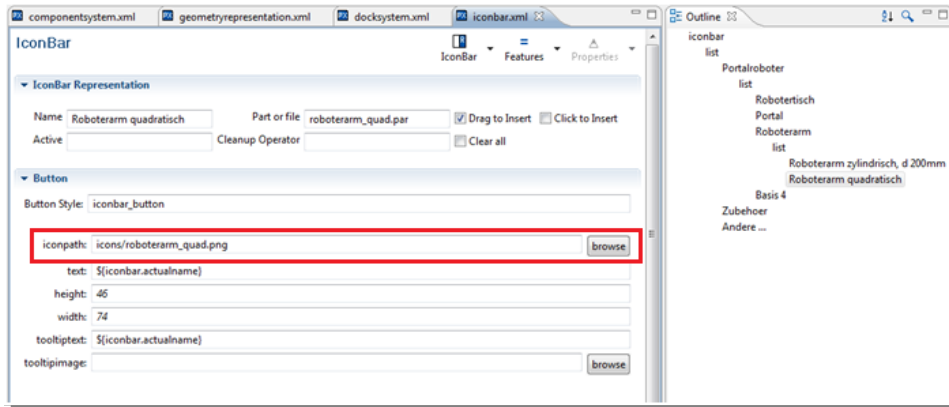 componentsystem.xml geometryrepresentation.xml docksystem.xml iconbar.xml
IconBar
IconBar Features Properties
IconBar Representation
Name Roboterarm quadratisch Part or file roboterarm_quad.par Drag to Insert Click to Insert
Active Cleanup Operator Clear all
Button
Button Style: iconbar_button
iconpath: icons/roboterarm_quad.png browse
text: ${iconbar.actualname}
height: 46
width: 74
tooltiptext: ${iconbar.actualname}
tooltipimage: browse
Outline
iconbar
list
Portalroboter
list
Robotertisch
Portal
Roboterarm
list
Roboterarm zylindrisch, d 200mm
Roboterarm quadratisch
Basis 4
Zubehoer
Andere ...